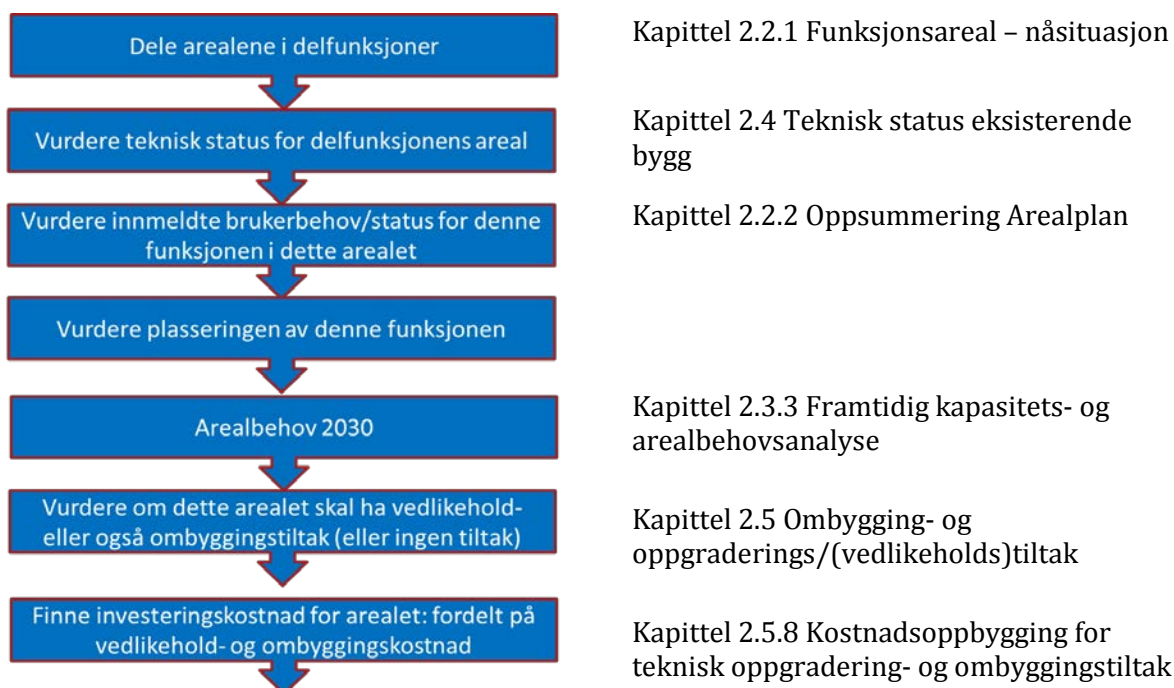 Dele arealene i delfunksjoner
Kapittel 2.2.1 Funksjonsareal – nåsituasjon
Vurdere teknisk status for delfunksjonens areal
Kapittel 2.4 Teknisk status eksisterende
bygg
Vurdere innmeldte brukerbehov/status for denne
funksjonen i dette arealet
Kapittel 2.2.2 Oppsummering Arealplan
Vurdere plasseringen av denne funksjonen
Arealbehov 2030
Kapittel 2.3.3 Framtidig kapasitets- og
arealbehovsanalyse
Vurdere om dette arealet skal ha vedlikehold-
eller også ombyggingstiltak (eller ingen tiltak)
Kapittel 2.5 Ombygging- og
oppgraderings/(vedlikeholds)tiltak
Finne investeringskostnad for arealet: fordelt på
vedlikehold- og ombyggingskostnad
Kapittel 2.5.8 Kostnadsoppbygging for
teknisk oppgradering- og ombyggingstiltak